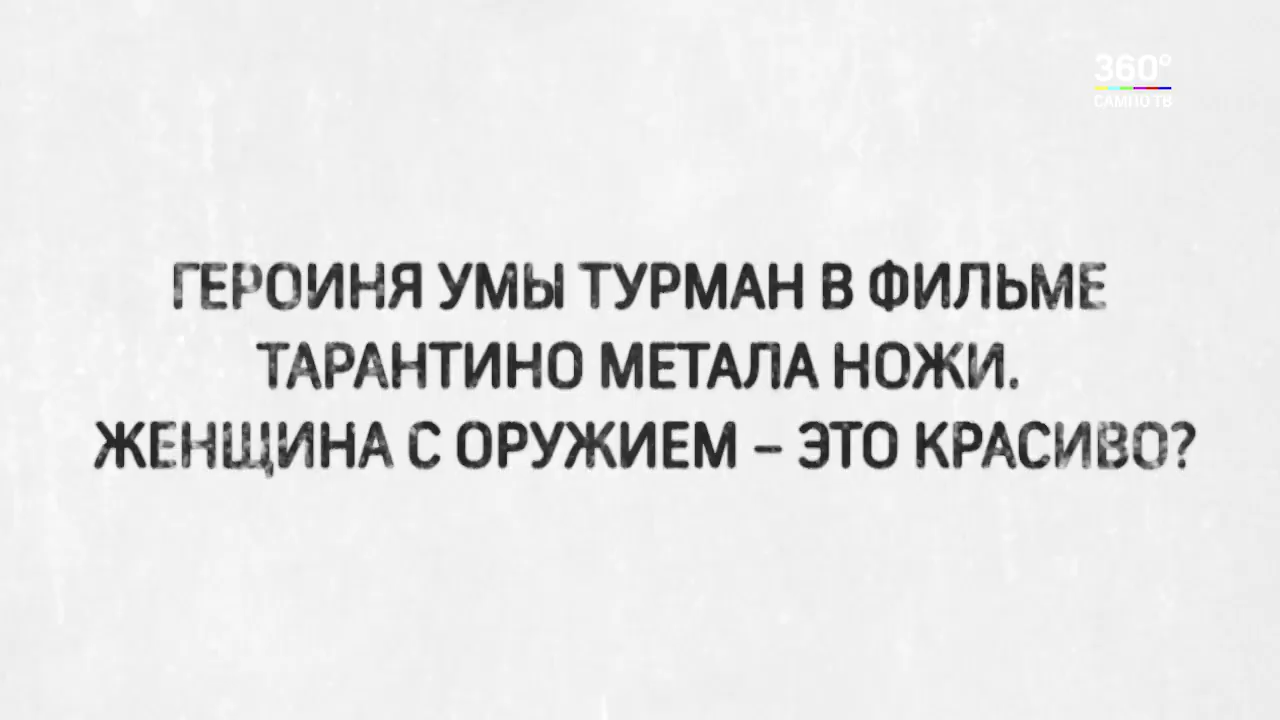 360°
САМПО ТВ
ГЕРОИНЯ УМЫ ТУРМАН В ФИЛЬМЕ
ТАРАНТИНО МЕТАЛА НОЖИ.
ЖЕНЩИНА С ОРУЖИЕМ – ЭТО КРАСИВО?